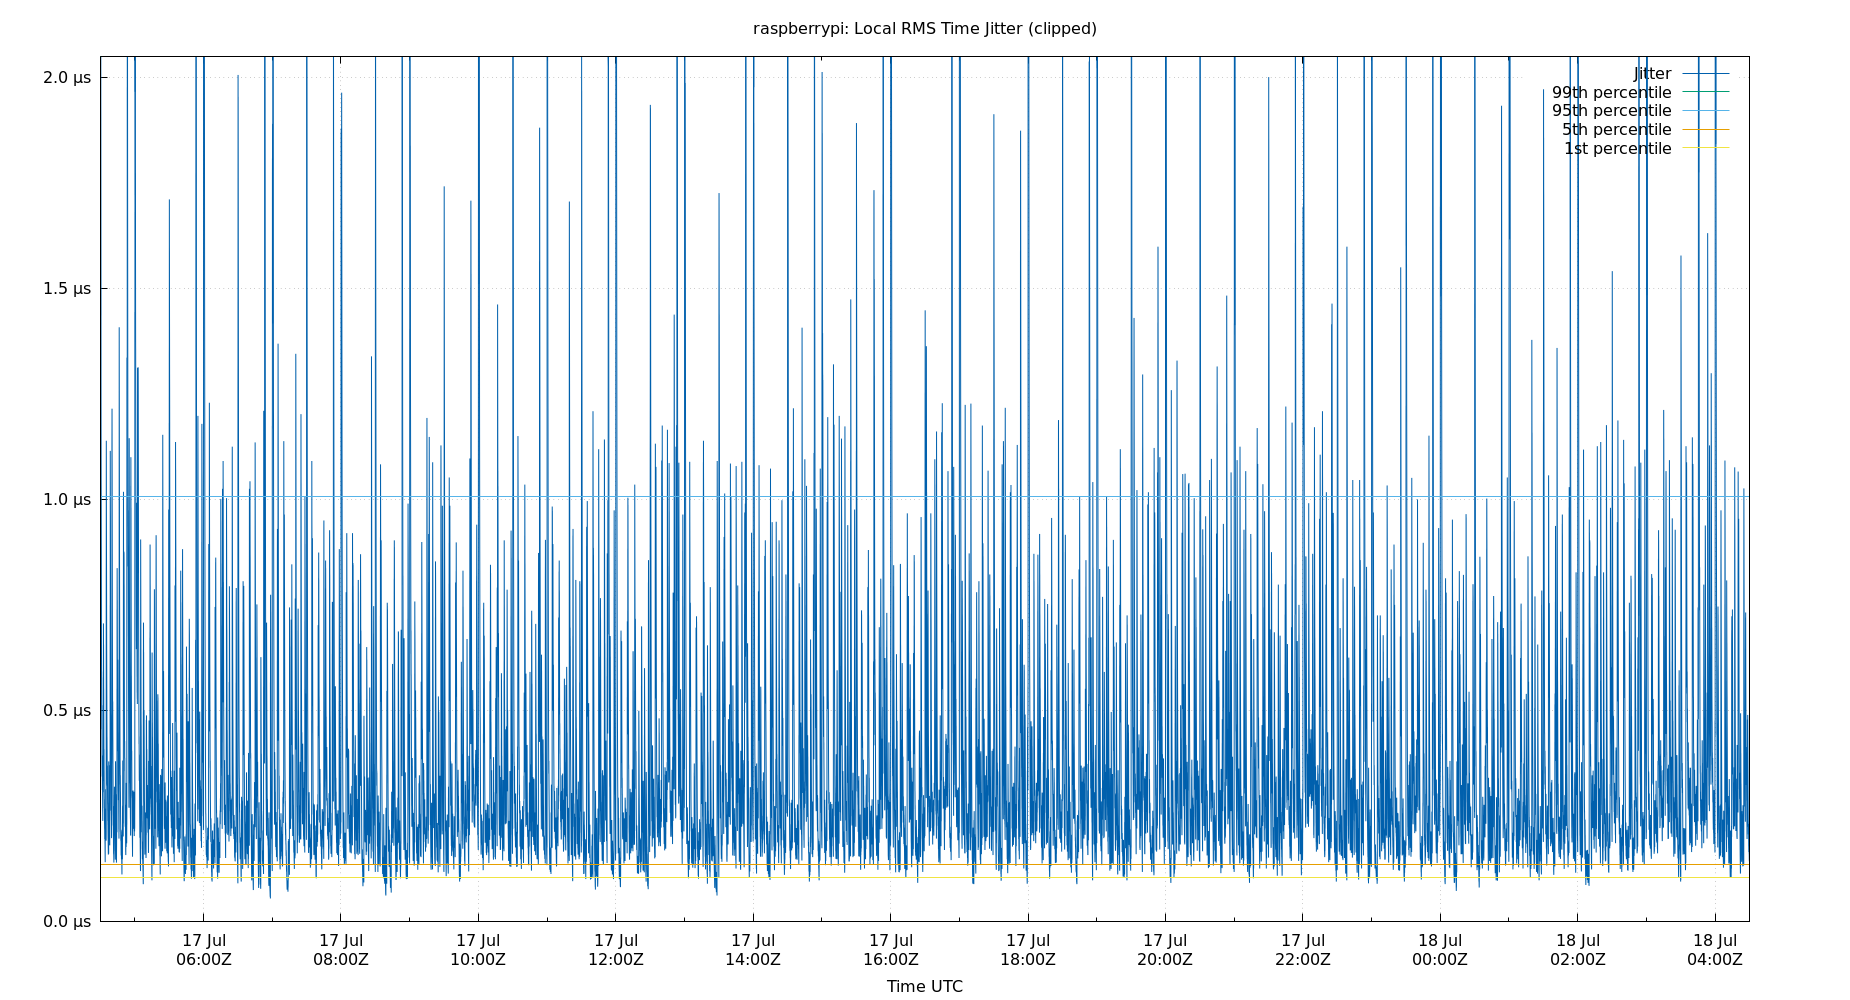 raspberrypi: Local RMS Time Jitter (clipped)
2.0 µs
1.5 µs
1.0 µs
0.5 µs
0.0 µs
Jitter
99th percentile
95th percentile
5th percentile
1st percentile
17 Jul 17 Jul 17 Jul 17 Jul 17 Jul 17 Jul 17 Jul 17 Jul 17 Jul 18 Jul 18 Jul 18 Jul
06:00Z 08:00Z 10:00Z 12:00Z 14:00Z 16:00Z 18:00Z 20:00Z 22:00Z 00:00Z 02:00Z 04:00Z
Time UTC